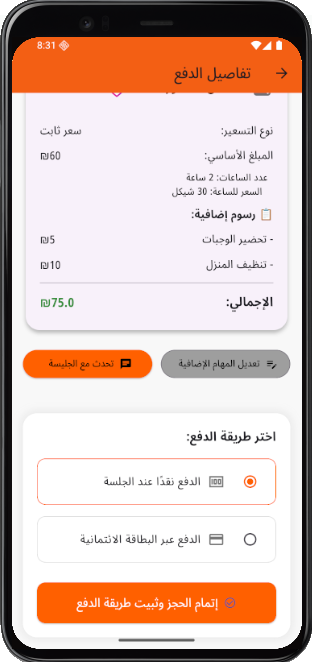 8:31
تفاصيل الدفع
نوع التسعير: سعر ثابت
المبلغ الأساسي: ₪60
عدد الساعات: 2 ساعة
السعر للساعة: 30 شيكل
📋 رسوم إضافية:
- تحضير الوجبات ₪5
- تنظيف المنزل ₪10
الإجمالي: ₪75.0
تعديل المهام الإضافية
تحدث مع الجليسة
اختر طريقة الدفع:
الدفع نقدًا عند الجلسة
الدفع عبر البطاقة الائتمانية
إتمام الحجز وثبيت طريقة الدفع